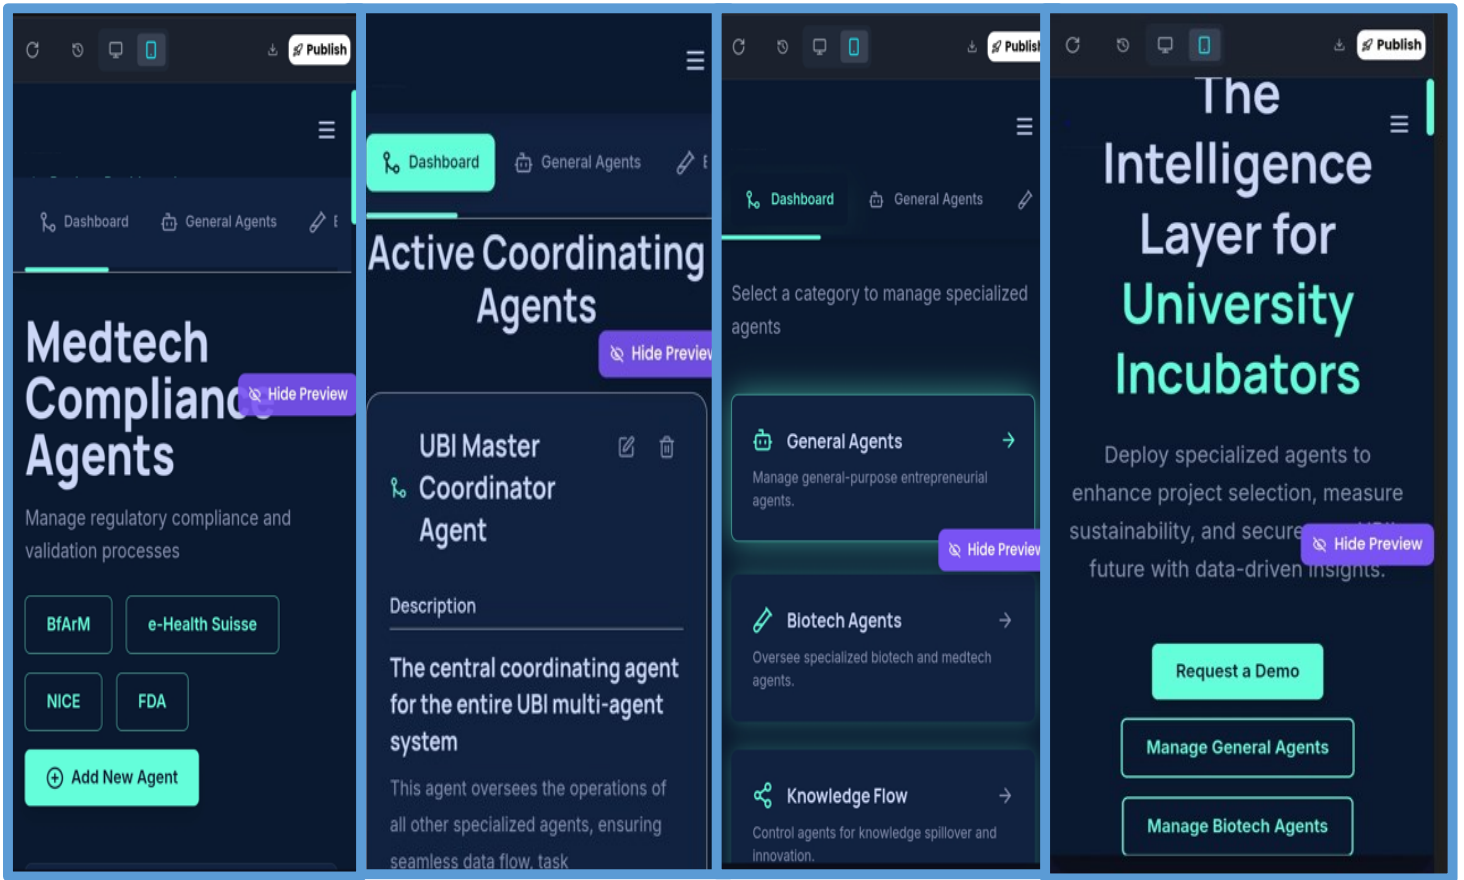 Publish
Dashboard
General Agents
Medtech
Compliance
Agents
Hide Preview
Manage regulatory compliance and
validation processes
BfArM
e-Health Suisse
NICE
FDA
Add New Agent
Dashboard
General Agents
Active Coordinating
Agents
Hide Preview
UBI Master
Coordinator
Agent
Description
The central coordinating agent
for the entire UBI multi-agent
system
This agent oversees the operations of
all other specialized agents, ensuring
seamless data flow, task
Publish
Dashboard
General Agents
Select a category to manage specialized
agents
General Agents
Manage general-purpose entrepreneurial
agents.
Hide Preview
Biotech Agents
Oversee specialized biotech and medtech
agents.
Knowledge Flow
Control agents for knowledge spillover and
innovation.
Publish
The
Intelligence
Layer for
University
Incubators
Deploy specialized agents to
enhance project selection, measure
sustainability, and secure
Hide Preview
future with data-driven insights.
Request a Demo
Manage General Agents
Manage Biotech Agents